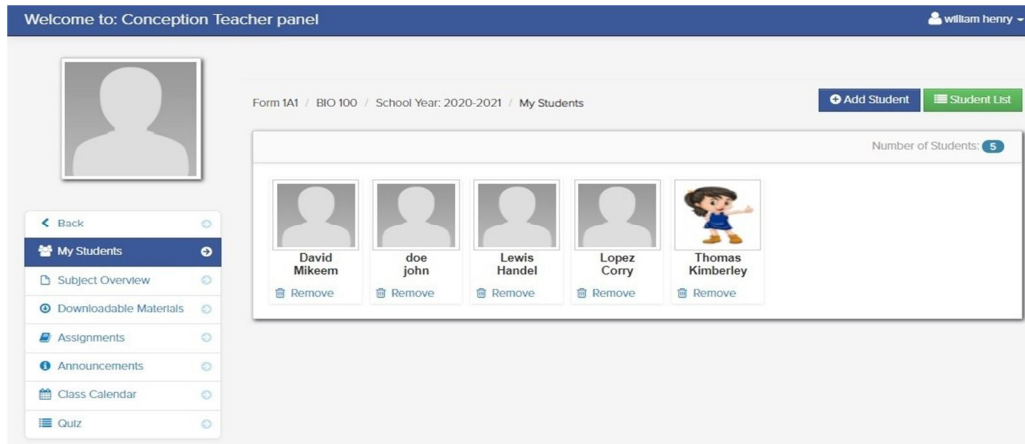 Welcome to: Conception Teacher panel
william henry
Form 1A1 / BIO 100 / School Year: 2020-2021 / My Students
Add Student
Student List
Number of Students: 5
Back
My Students
Subject Overview
Downloadable Materials
Assignments
Announcements
Class Calendar
Quiz
David
Mikeem
Remove
doe
john
Remove
Lewis
Handel
Remove
Lopez
Corry
Remove
Thomas
Kimberley
Remove